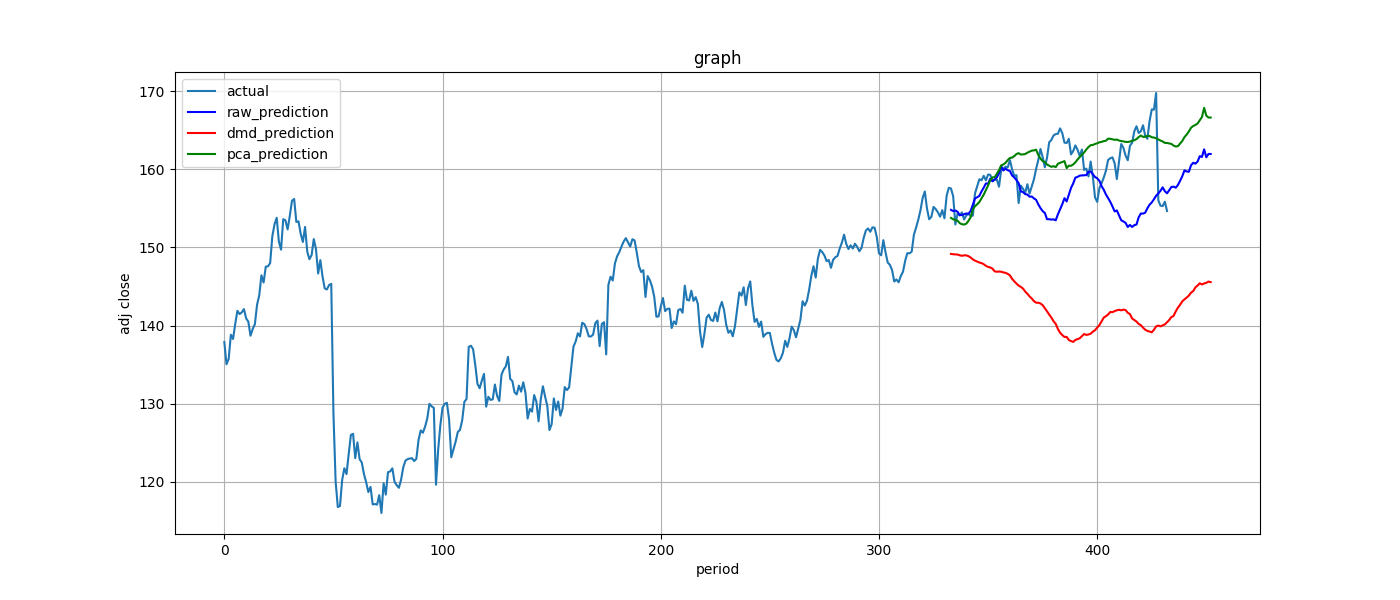 graph
actual
raw_prediction
dmd_prediction
pca_prediction
170
160
150
140
130
120
adj close
0 100 200 300 400
period